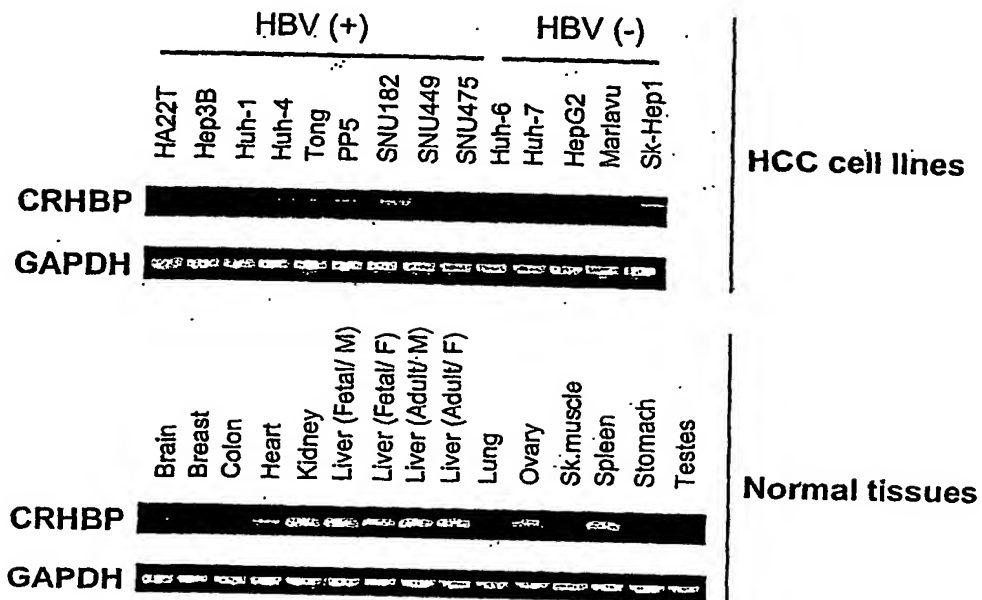 HBV (+) HBV (-)
HA22T Hep3B Huh-1 Huh-4 Tong PP5 SNU182 SNU449 SNU475 Huh-6 Huh-7 HepG2 Marlavu Sk-Hep1
HCC cell lines
CRHBP
GAPDH
Brain Breast Colon Heart Kidney Liver (Fetal/ M) Liver (Fetal/ F) Liver (Adult/ M) Liver (Adult/ F) Lung Ovary Sk.muscle Spleen Stomach Testes
Normal tissues
CRHBP
GAPDH